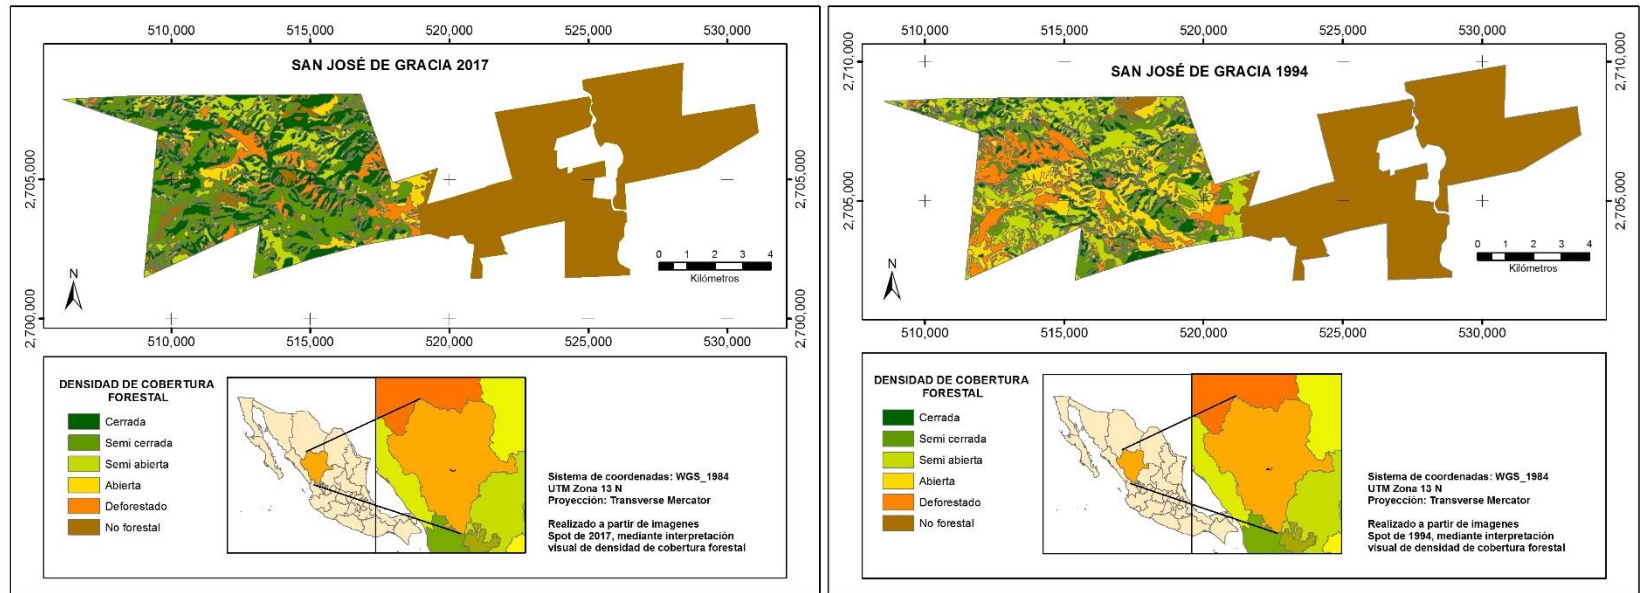 510,000 515,000 520,000 525,000 530,000
SAN JOSÉ DE GRACIA 2017
2,705,000
2,700,000
2,705,000
2,700,000
N
0 1 2 3 4
Kilómetros
510,000 515,000 520,000 525,000 530,000
DENSIDAD DE COBERTURA
FORESTAL
Cerrada
Semi cerrada
Semi abierta
Abierta
Deforestado
No forestal
Sistema de coordenadas: WGS_1984
UTM Zona 13 N
Proyección: Transverse Mercator
Realizado a partir de imagenes
Spot de 2017, mediante interpretación
visual de densidad de cobertura forestal
510,000 515,000 520,000 525,000 530,000
SAN JOSÉ DE GRACIA 1994
2,710,000
2,705,000
2,710,000
2,705,000
N
0 1 2 3 4
Kilómetros
510,000 515,000 520,000 525,000 530,000
DENSIDAD DE COBERTURA
FORESTAL
Cerrada
Semi cerrada
Semi abierta
Abierta
Deforestado
No forestal
Sistema de coordenadas: WGS_1984
UTM Zona 13 N
Proyección: Transverse Mercator
Realizado a partir de imagenes
Spot de 1994, mediante interpretación
visual de densidad de cobertura forestal